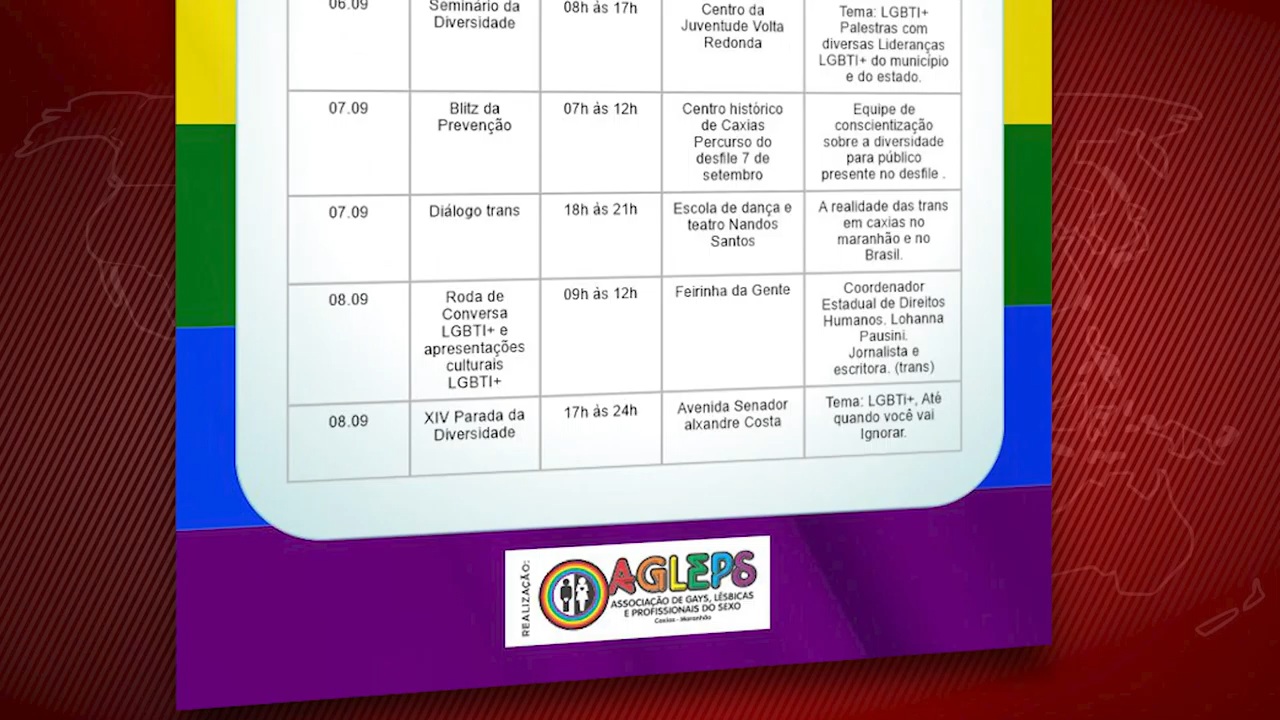 06.09
Seminário da
Diversidade
08h às 17h
Centro da
Juventude Volta
Redonda
Tema: LGBTI+
Palestras com
diversas Lideranças
LGBTI+ do município
e do estado.
07.09
Blitz da
Prevenção
07h às 12h
Centro histórico
de Caxias
Percurso do
desfile 7 de
setembro
Equipe de
conscientização
sobre a diversidade
para público
presente no desfile .
07.09
Diálogo trans
18h às 21h
Escola de dança e
teatro Nandos
Santos
A realidade das trans
em caxias no
maranhão e no
Brasil.
08.09
Roda de
Conversa
LGBTI+ e
apresentações
culturais
LGBTI+
09h às 12h
Feirinha da Gente
Coordenador
Estadual de Direitos
Humanos. Lohanna
Pausini.
Jornalista e
escritora. (trans)
08.09
XIV Parada da
Diversidade
17h às 24h
Avenida Senador
alxandre Costa
Tema: LGBTi+, Até
quando você vai
Ignorar.
REALIZAÇÃO:
AGLEPS
ASSOCIAÇÃO DE GAYS, LÉSBICAS
E PROFISSIONAIS DO SEXO
Caxias - Maranhão